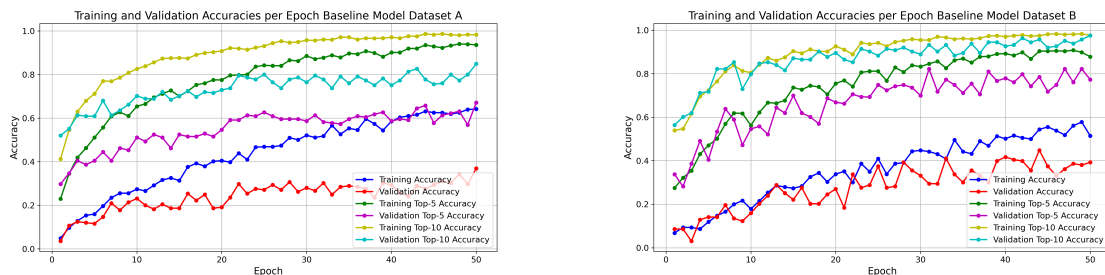 Training and Validation Accuracies per Epoch Baseline Model Dataset A
1.0
0.8
0.6
0.4
0.2
0.0
Accuracy
0
10
20
30
40
50
Epoch
Training Accuracy
Validation Accuracy
Training Top-5 Accuracy
Validation Top-5 Accuracy
Training Top-10 Accuracy
Validation Top-10 Accuracy
Training and Validation Accuracies per Epoch Baseline Model Dataset B
1.0
0.8
0.6
0.4
0.2
0.0
Accuracy
0
10
20
30
40
50
Epoch
Training Accuracy
Validation Accuracy
Training Top-5 Accuracy
Validation Top-5 Accuracy
Training Top-10 Accuracy
Validation Top-10 Accuracy